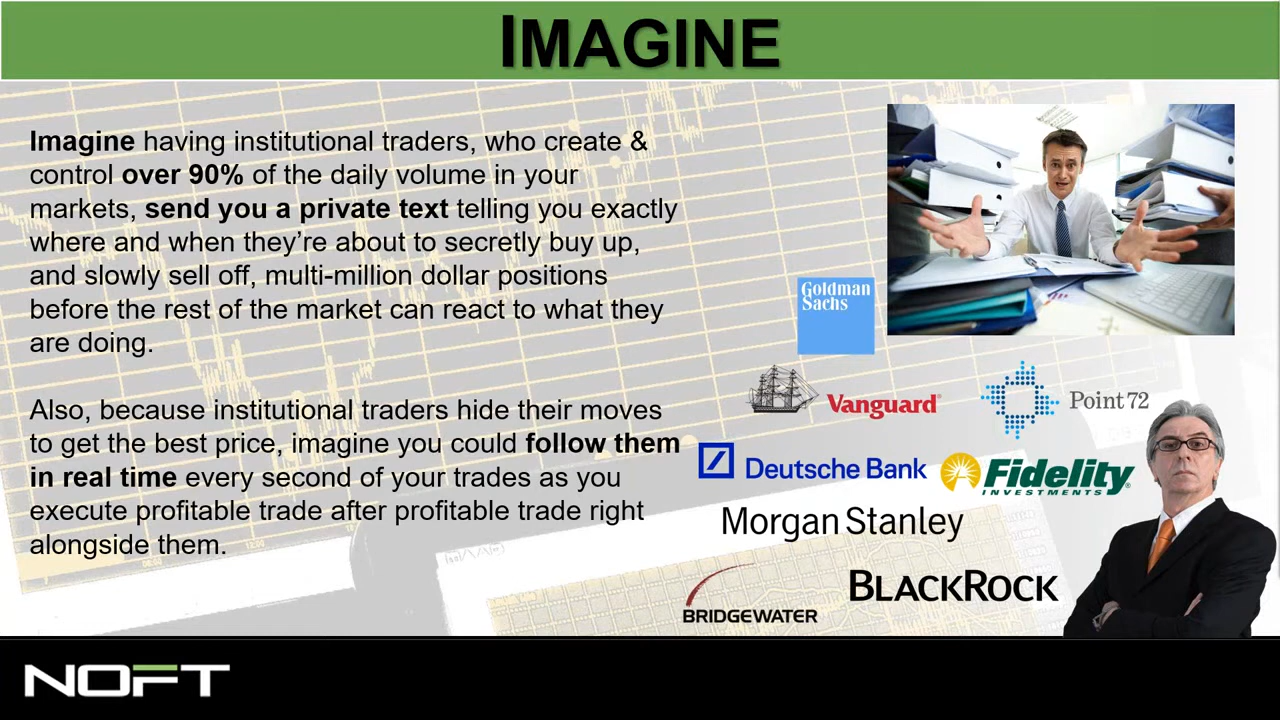 IMAGINE
Imagine having institutional traders, who create &
control over 90% of the daily volume in your
markets, send you a private text telling you exactly
where and when they’re about to secretly buy up,
and slowly sell off, multi-million dollar positions
before the rest of the market can react to what they
are doing.
Also, because institutional traders hide their moves
to get the best price, imagine you could follow them
in real time every second of your trades as you
execute profitable trade after profitable trade right
alongside them.
Goldman
Sachs
Vanguard®
Point72
Deutsche Bank
Fidelity®
INVESTMENTS
Morgan Stanley
BLACKROCK
BRIDGEWATER
NOFT